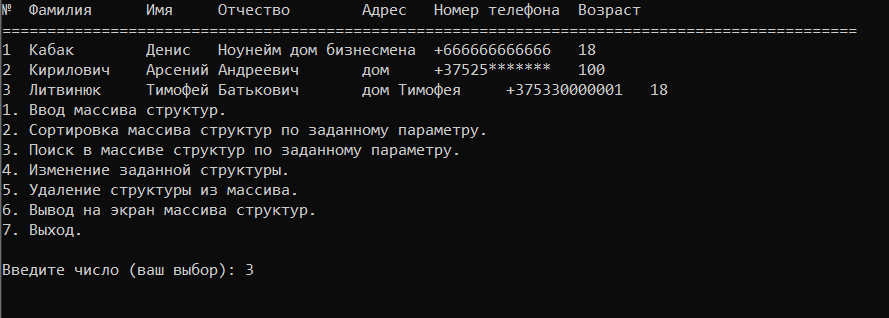 № Фамилия Имя Отчество Адрес Номер телефона Возраст
===============================================================================================
1 Кабак Денис Ноунейм дом бизнесмена +666666666666 18
2 Кирилович Арсений Андреевич дом +37525******* 100
3 Литвинюк Тимофей Батькович дом Тимофея +375330000001 18
1. Ввод массива структур.
2. Сортировка массива структур по заданному параметру.
3. Поиск в массиве структур по заданному параметру.
4. Изменение заданной структуры.
5. Удаление структуры из массива.
6. Вывод на экран массива структур.
7. Выход.
Введите число (ваш выбор): 3